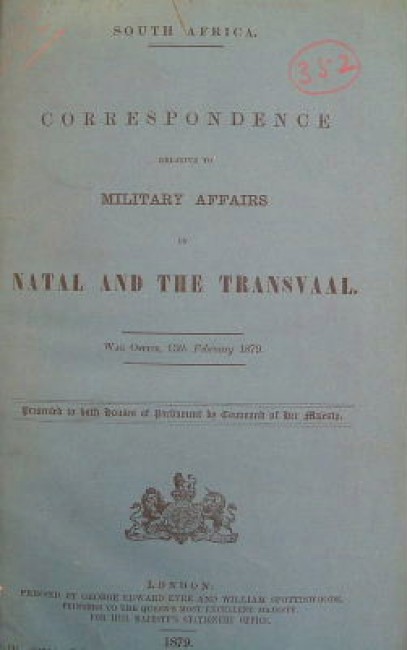 SOUTH AFRICA.
352
CORRESPONDENCE
RELATIVE TO
MILITARY AFFAIRS
IN
NATAL AND THE TRANSVAAL.
WAR OFFICE, February 1879.
Presented to both Houses of Parliament by Command of Her Majesty.
LONDON:
PRINTED BY GEORGE EDWARD EYRE AND WILLIAM SPOTTISWOODE,
PRINTERS TO THE QUEEN'S MOST EXCELLENT MAJESTY.
FOR HER MAJESTY'S STATIONERY OFFICE.
1879.